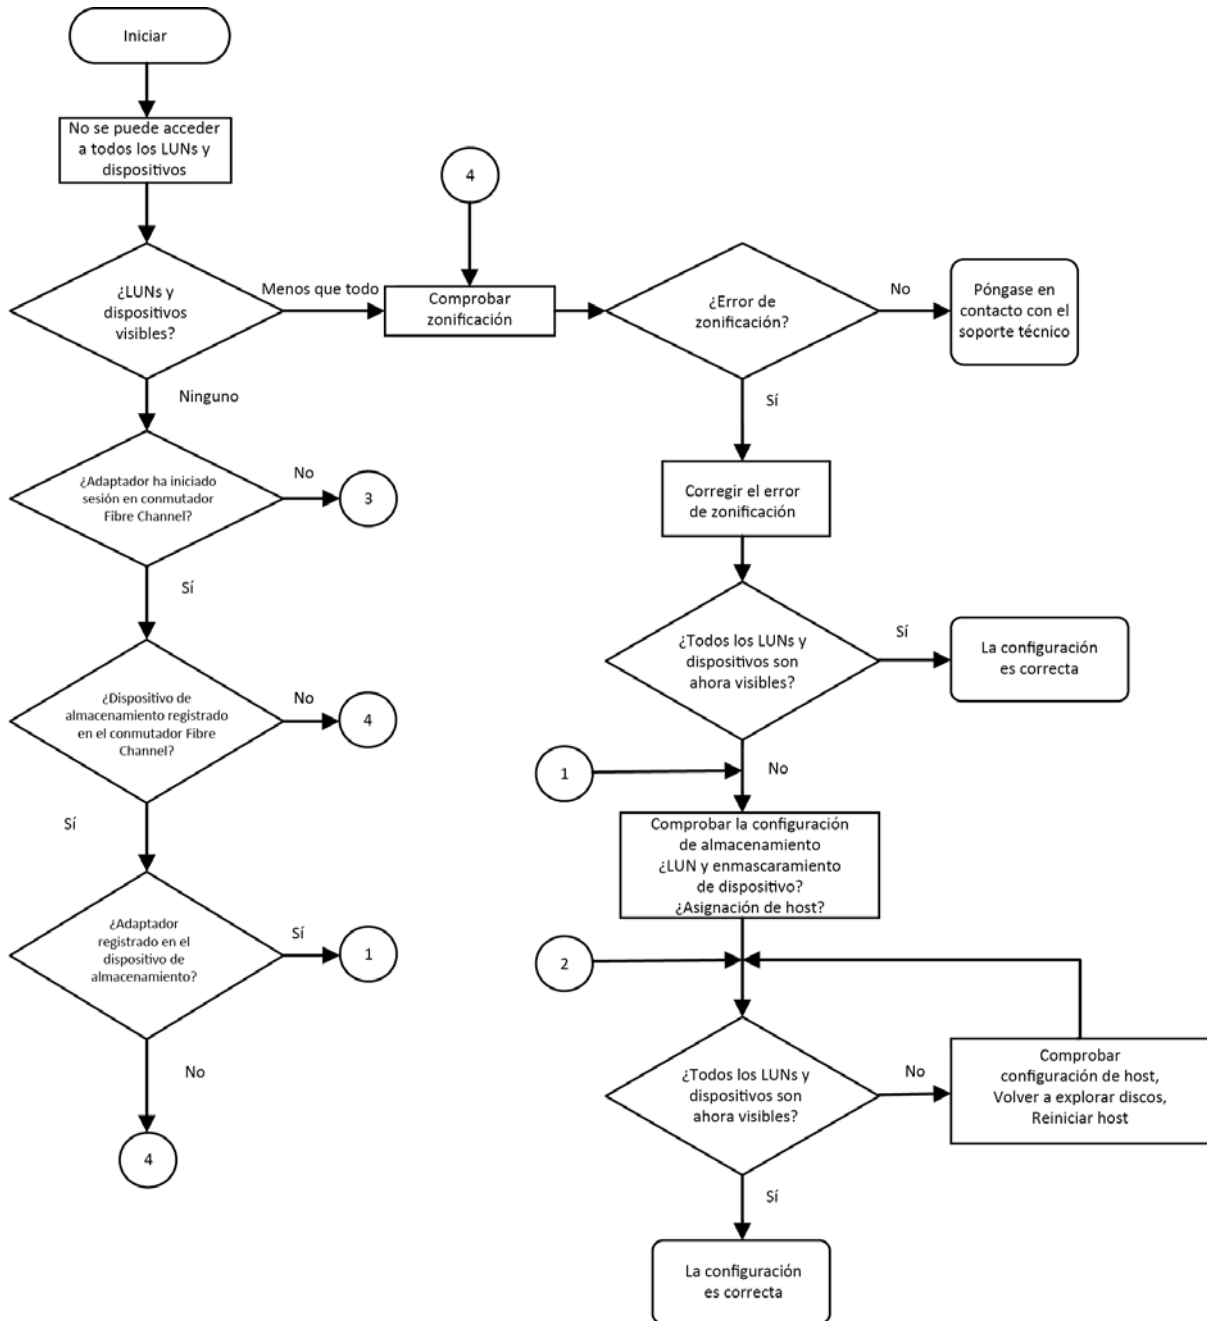 Iniciar
No se puede acceder
a todos los LUNs y
dispositivos
4
¿LUNs y
dispositivos
visibles?
Menos que todo
Comprobar
zonificación
¿Error de
zonificación?
No
Póngase en
contacto con el
soporte técnico
Ninguno
Sí
¿Adaptador ha iniciado
sesión en conmutador
Fibre Channel?
No
3
Corregir el error
de zonificación
Sí
¿Todos los LUNs y
dispositivos son
ahora visibles?
Sí
La configuración
es correcta
¿Dispositivo de
almacenamiento registrado
en el conmutador Fibre
Channel?
No
4
No
1
Sí
Comprobar la configuración
de almacenamiento
¿LUN y enmascaramiento
de dispositivo?
¿Asignación de host?
¿Adaptador
registrado en el
dispositivo de
almacenamiento?
Sí
1
2
No
¿Todos los LUNs y
dispositivos son
ahora visibles?
No
Comprobar
configuración de host,
Volver a explorar discos,
Reiniciar host
4
Sí
La configuración
es correcta